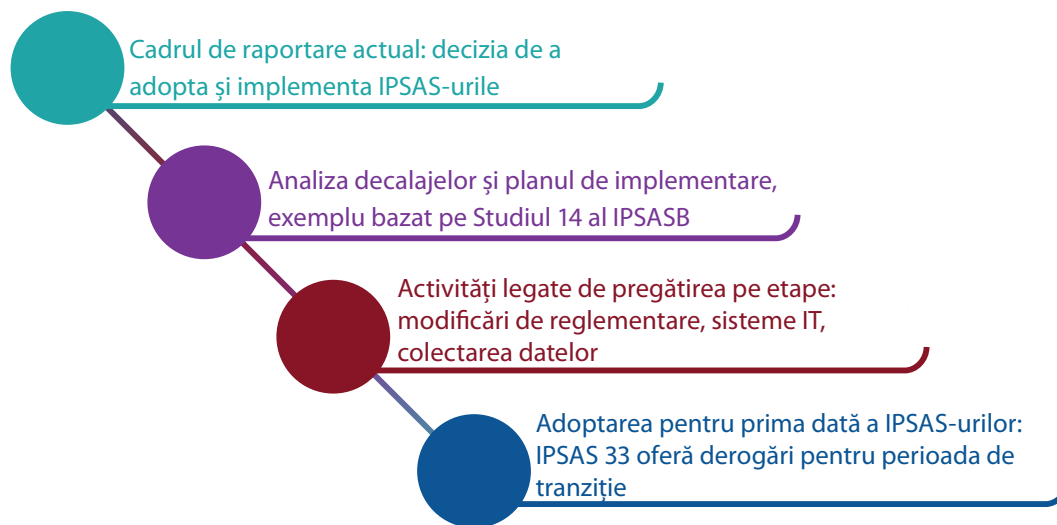 Cadrul de raportare actual: decizia de a
adopta și implementa IPSAS-urile
Analiza decalajelor și planul de implementare,
exemplu bazat pe Studiul 14 al IPSASB
Activități legate de pregătirea pe etape:
modificări de reglementare, sisteme IT,
colectarea datelor
Adoptarea pentru prima dată a IPSAS-urilor:
IPSAS 33 oferă derogări pentru perioada de
tranziție